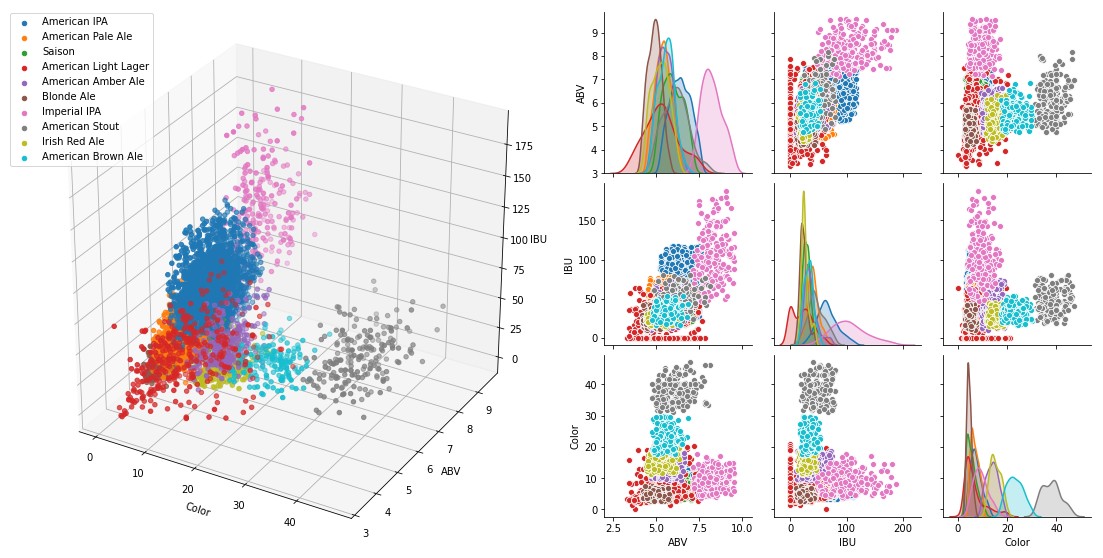 American IPA
American Pale Ale
Saison
American Light Lager
American Amber Ale
Blonde Ale
Imperial IPA
American Stout
Irish Red Ale
American Brown Ale
175
150
125
100
75
50
25
0
IBU
0
10
20
30
40
Color
3
4
5
6
7
8
9
ABV
9
8
7
6
5
4
3
ABV
150
100
50
0
IBU
40
30
20
10
0
Color
2.5
5.0
7.5
10.0
ABV
0
100
200
IBU
0
20
40
Color